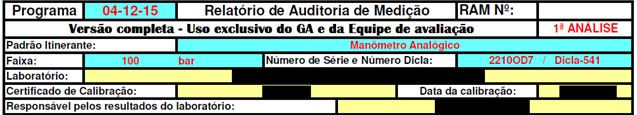 Programa 04-12-15 Relatório de Auditoria de Medição RAM Nº:
Versão completa - Uso exclusivo do GA e da Equipe de avaliação 1ª ANÁLISE
Padrão Itinerante: Manômetro Analógico
Faixa: 100 bar Número de Série e Número Dicla: 2210OD7 / Dicla-541
Laboratório:
Certificado de Calibração: Data da calibração:
Responsável pelos resultados do laboratório: